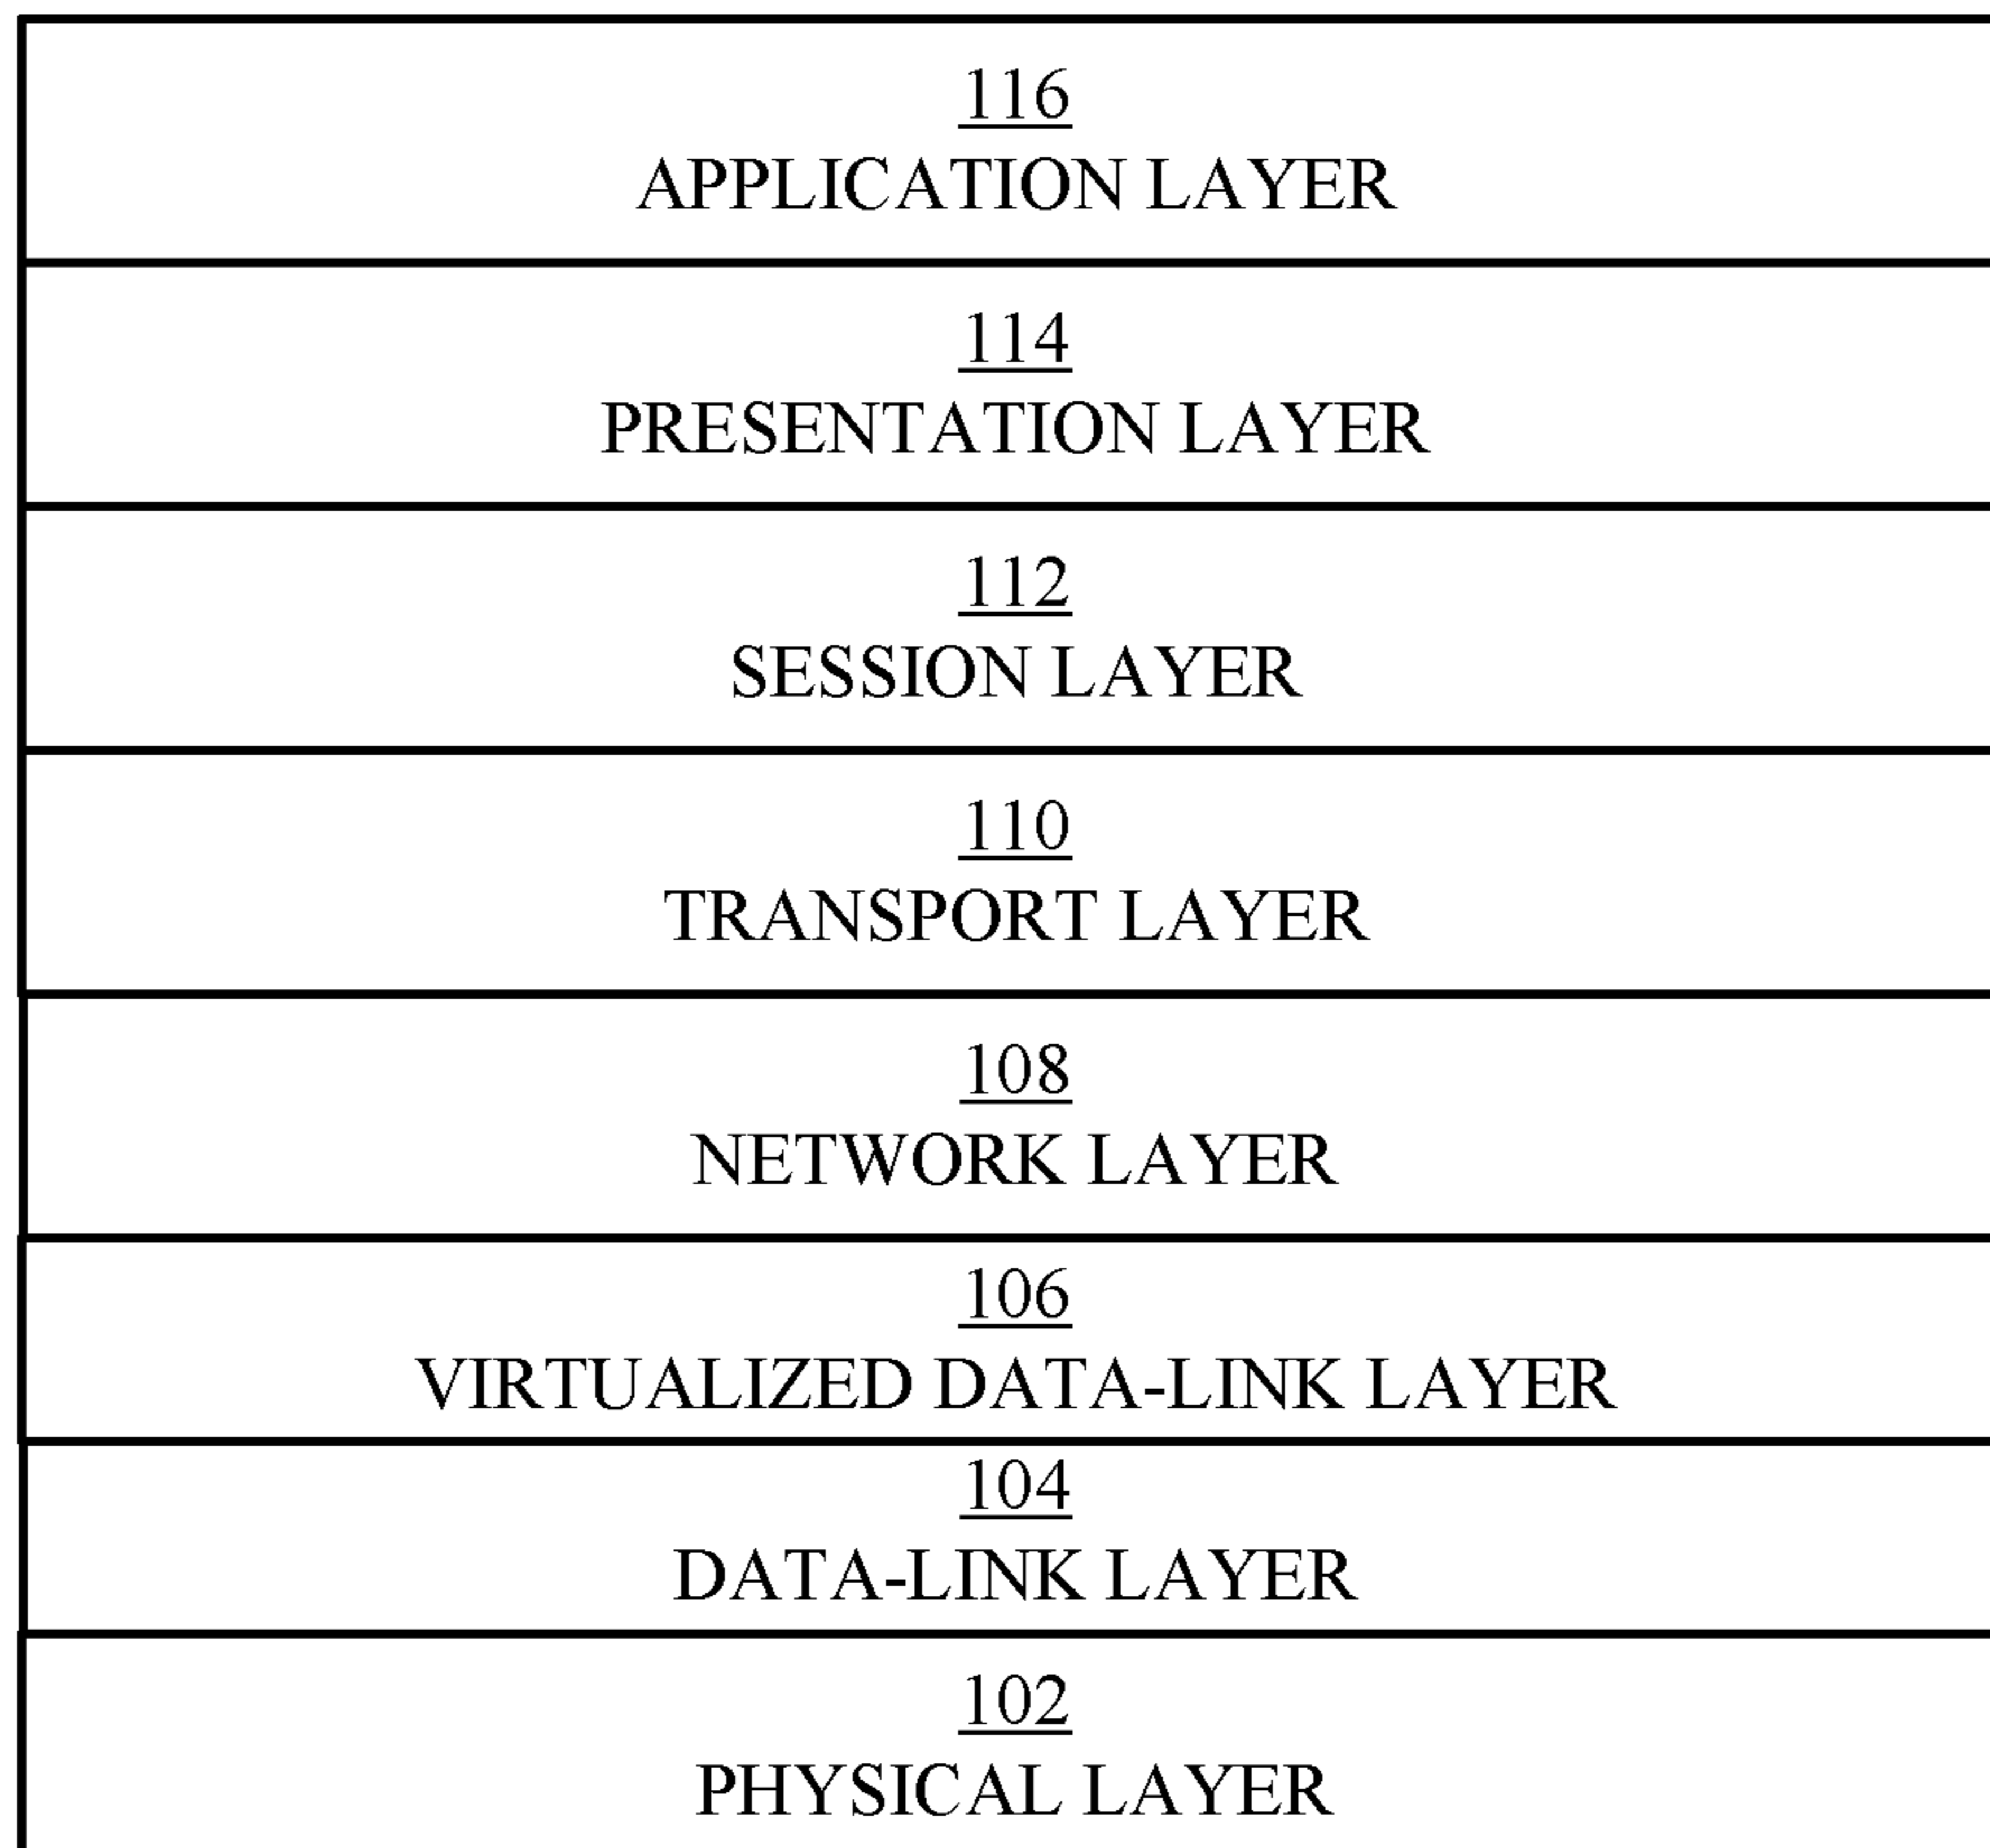 116
APPLICATION LAYER
114
PRESENTATION LAYER
112
SESSION LAYER
110
TRANSPORT LAYER
108
NETWORK LAYER
106
VIRTUALIZED DATA-LINK LAYER
104
DATA-LINK LAYER
102
PHYSICAL LAYER